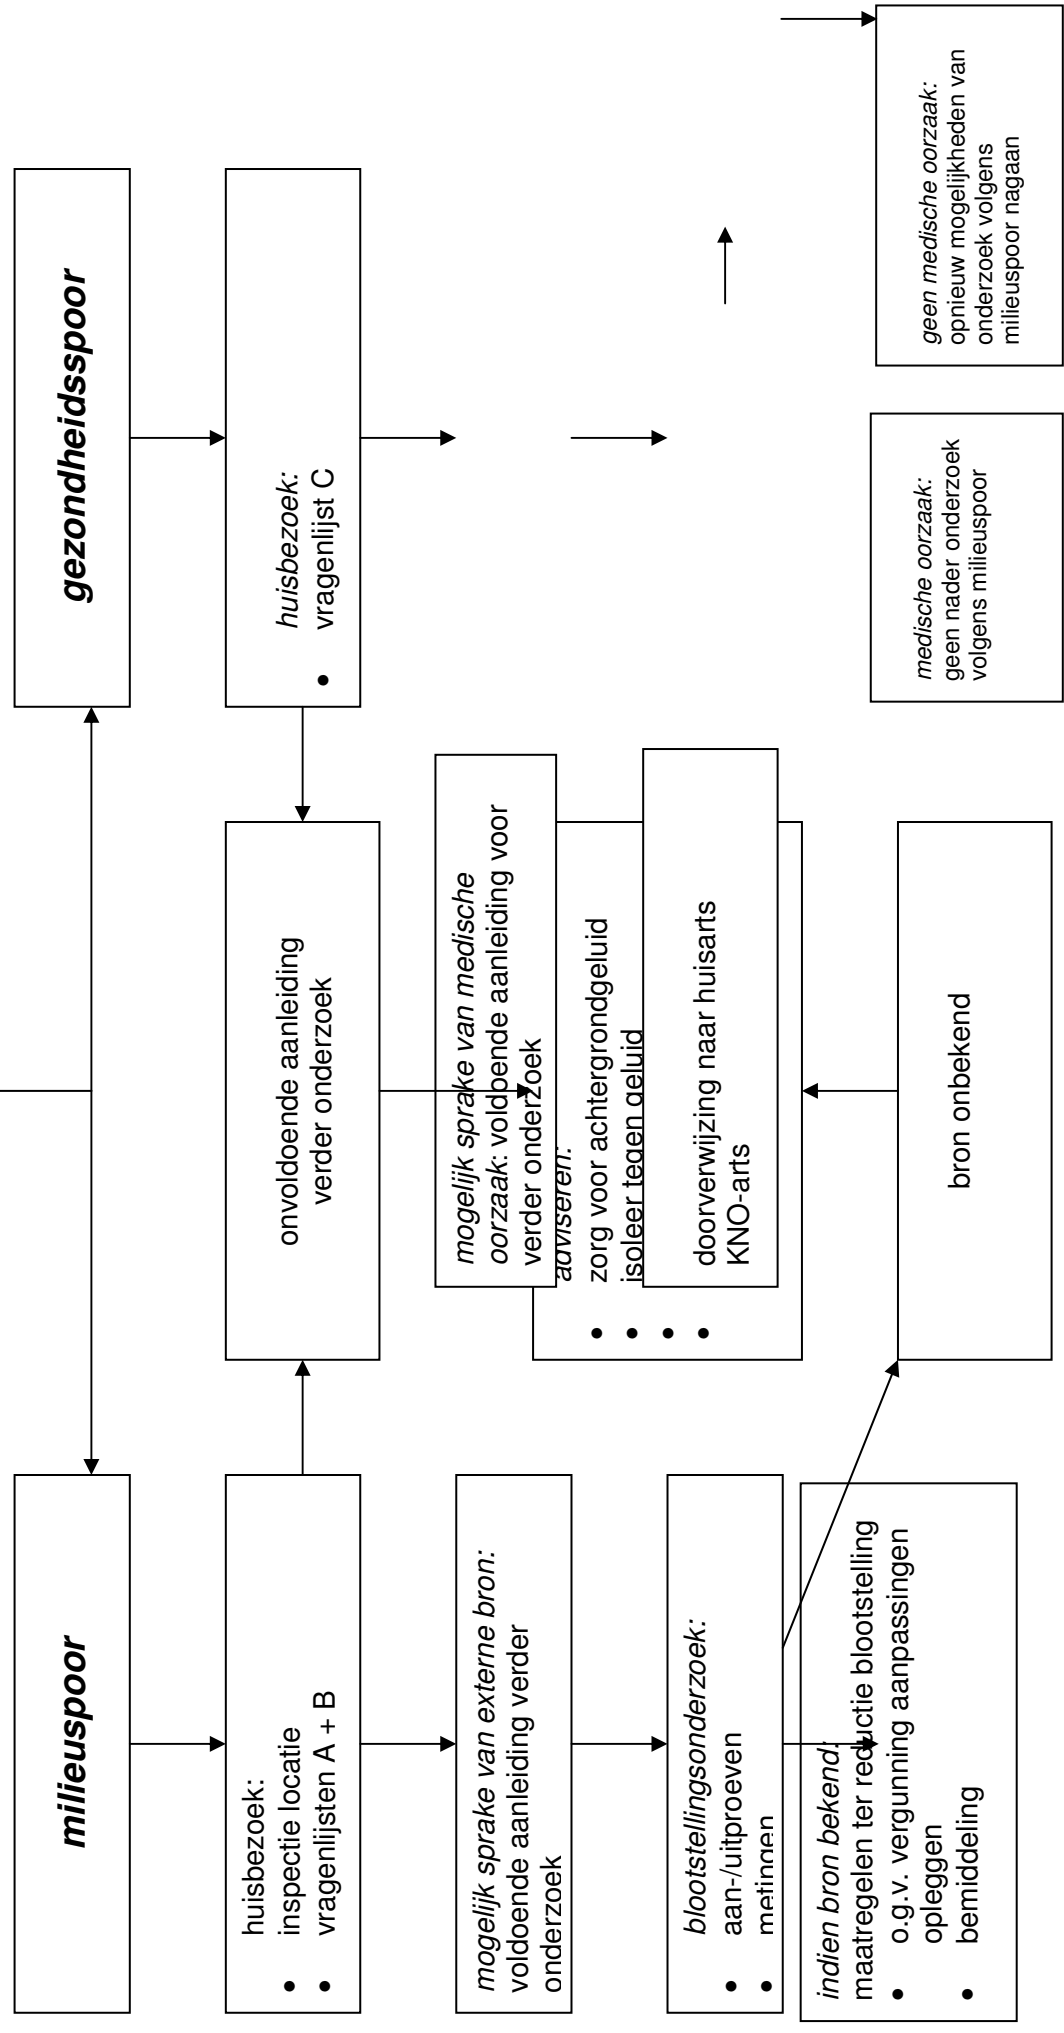 milieuspoor
gezondheidsspoor
huisbezoek:
• inspectie locatie
• vragenlijsten A + B
onvoldoende aanleiding
verder onderzoek
huisbezoek:
• vragenlijst C
mogelijk sprake van externe bron:
voldoende aanleiding verder
onderzoek
mogelijk sprake van medische
oorzaak: voldoende aanleiding voor
verder onderzoek
adviseren:
• zorg voor achtergrondgeluid
• isoleer tegen geluid
•
•
doorverwijzing naar huisarts
KNO-arts
blootstellingsonderzoek:
• aan-/uitproeven
• metingen
indien bron bekend:
maatregelen ter reductie blootstelling
• o.g.v. vergunning aanpassingen
opleggen
• bemiddeling
bron onbekend
medische oorzaak:
geen nader onderzoek
volgens milieuspoor
geen medische oorzaak:
opnieuw mogelijkheden van
onderzoek volgens
milieuspoor nagaan